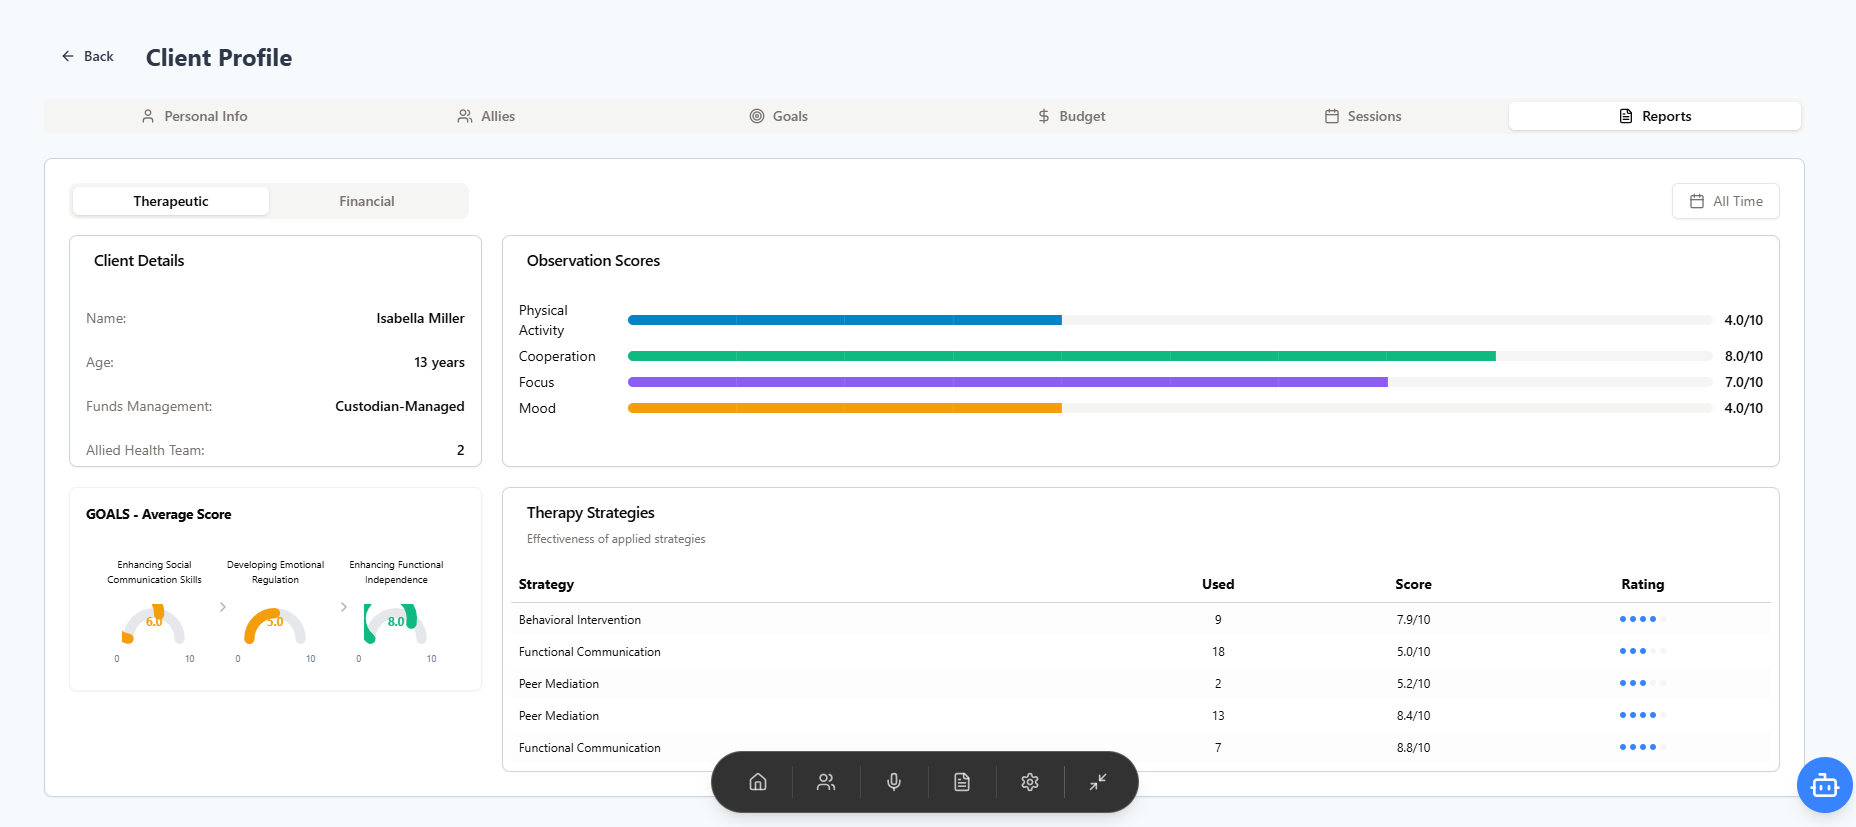 Back
Client Profile
Personal Info
Allies
Goals
Budget
Sessions
Reports
Therapeutic
Financial
All Time
Client Details
Name: Isabella Miller
Age: 13 years
Funds Management: Custodian-Managed
Allied Health Team: 2
Observation Scores
Physical
Activity
4.0/10
Cooperation 8.0/10
Focus 7.0/10
Mood 4.0/10
GOALS - Average Score
Enhancing Social
Communication Skills
6.0
0 10
Developing Emotional
Regulation
5.0
0 10
Enhancing Functional
Independence
8.0
0 10
Therapy Strategies
Effectiveness of applied strategies
Strategy Used Score Rating
Behavioral Intervention 9 7.9/10
Functional Communication 18 5.0/10
Peer Mediation 2 5.2/10
Peer Mediation 13 8.4/10
Functional Communication 7 8.8/10